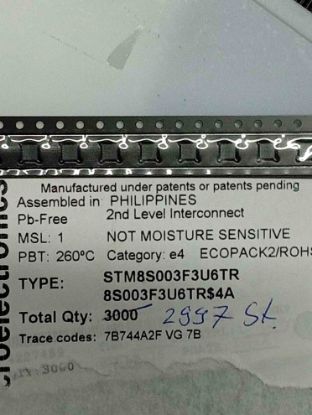 Manufactured under patents or patents pending
Assembled in PHILIPPINES
Pb-Free 2nd Level Interconnect
MSL: 1 NOT MOISTURE SENSITIVE
PBT: 260ºC Category: e4 ECOPACK2/ROHS
TYPE: STM8S003F3U6TR
8S003F3U6TR$4A
Total Qty: 3000 2997 St.
Trace codes: 7B744A2F VG 7B
roelectronics
3000